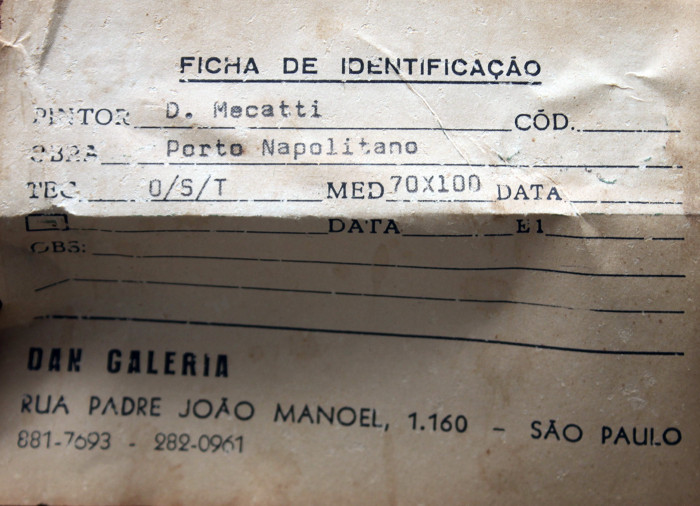 FICHA DE IDENTIFICAÇÃO
PINTOR D. Mecatti CÓD.
OBRA Porto Napolitano
TEC. O/S/T MED 70X100 DATA
DATA E1
OBS:
DAN GALERIA
RUA PADRE JOÃO MANOEL, 1.160 - SÃO PAULO
881-7693 - 282-0961